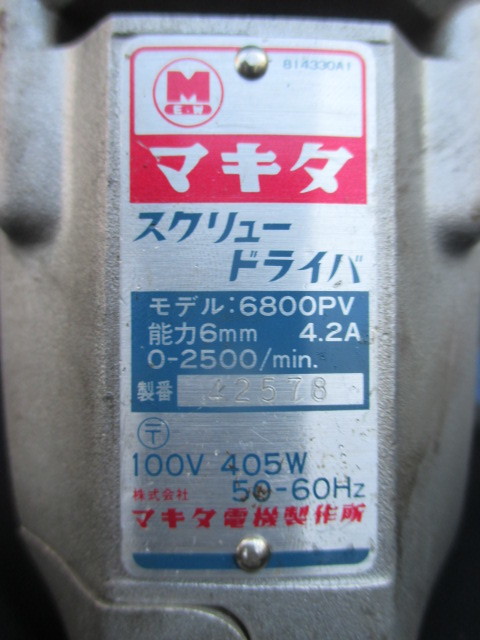 814330A1
M
E.W
マキタ
スクリュー
ドライバ
モデル:6800PV
能力6mm 4.2A
0-2500/min.
製番 42578
〒
100V 405W
50-60Hz
株式会社
マキタ電機製作所